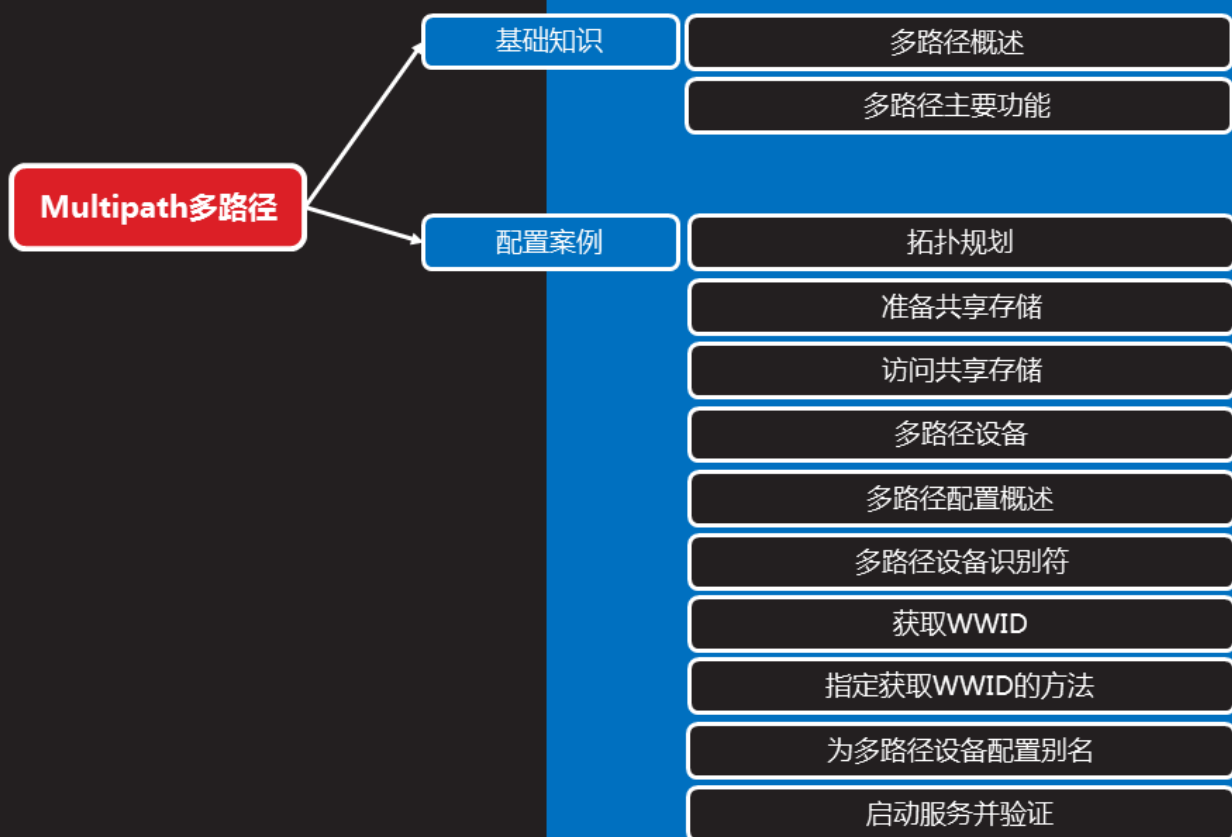 Multipath多路径
基础知识
多路径概述
多路径主要功能
配置案例
拓扑规划
准备共享存储
访问共享存储
多路径设备
多路径配置概述
多路径设备识别符
获取WWID
指定获取WWID的方法
为多路径设备配置别名
启动服务并验证